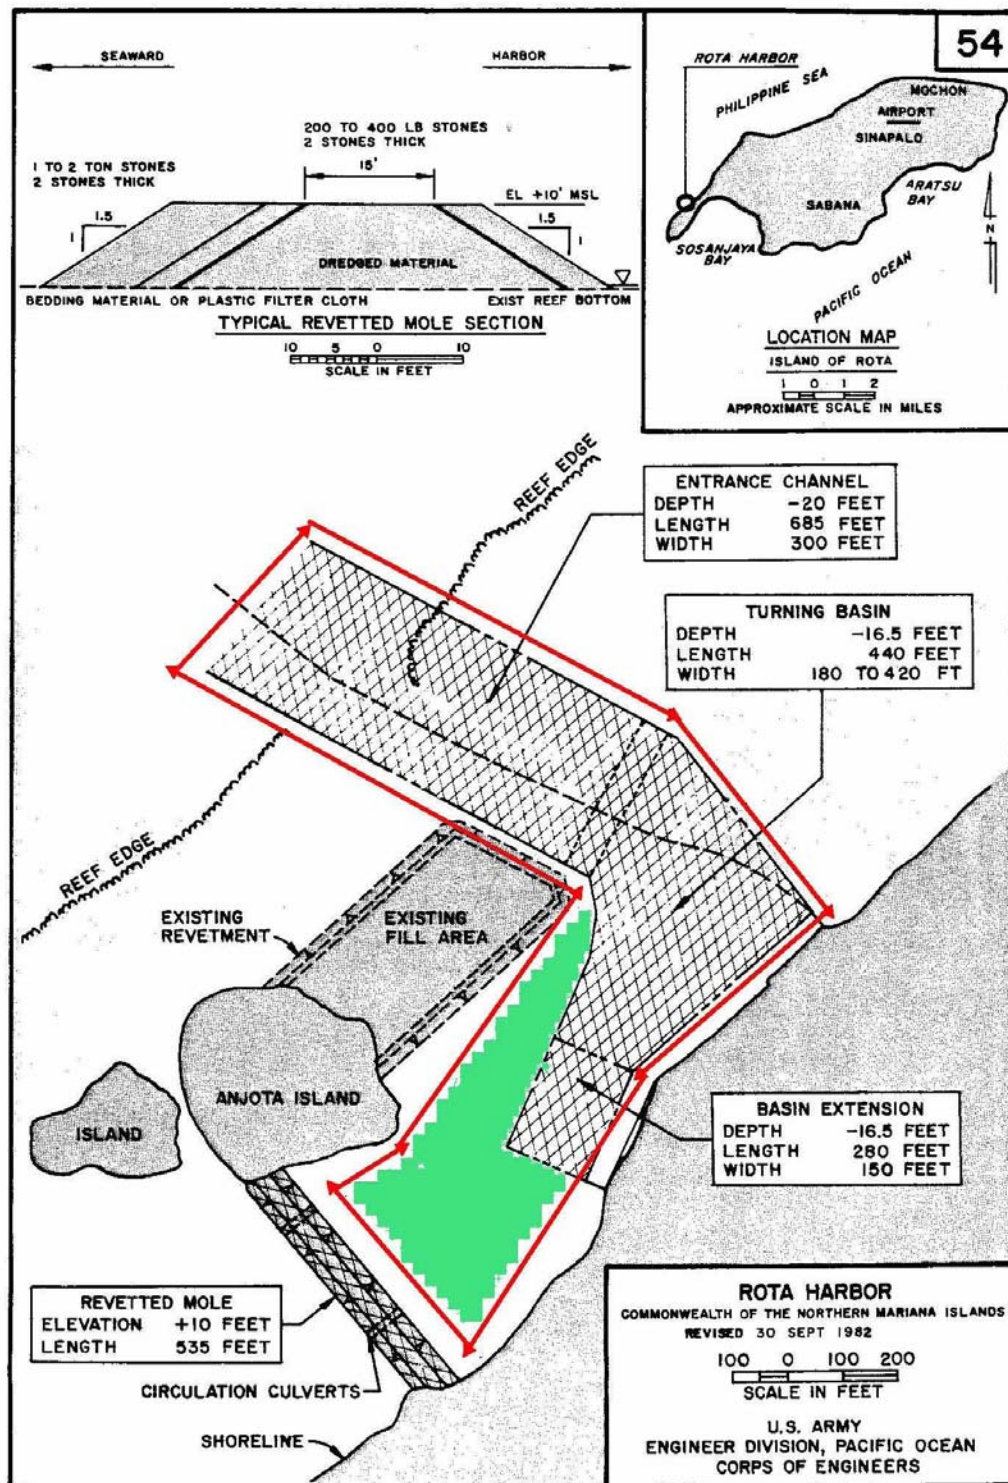 54
SEAWARD
HARBOR
200 TO 400 LB STONES
2 STONES THICK
15'
1 TO 2 TON STONES
2 STONES THICK
EL +10' MSL
1.5
1
1.5
1
DREDGED MATERIAL
BEDDING MATERIAL OR PLASTIC FILTER CLOTH
EXIST REEF BOTTOM
TYPICAL REVETTED MOLE SECTION
10 5 0 10
SCALE IN FEET
ROTA HARBOR
PHILIPPINE SEA
MOCHON
AIRPORT
SINAPALO
SABANA
ARATSU
BAY
SOSANJAYA
BAY
N
PACIFIC OCEAN
LOCATION MAP
ISLAND OF ROTA
1 0 1 2
APPROXIMATE SCALE IN MILES
REEF EDGE
ENTRANCE CHANNEL
DEPTH -20 FEET
LENGTH 685 FEET
WIDTH 300 FEET
TURNING BASIN
DEPTH -16.5 FEET
LENGTH 440 FEET
WIDTH 180 TO 420 FT
REEF EDGE
EXISTING
REVETMENT
EXISTING
FILL AREA
ANJOTA ISLAND
ISLAND
BASIN EXTENSION
DEPTH -16.5 FEET
LENGTH 280 FEET
WIDTH 150 FEET
REVETTED MOLE
ELEVATION +10 FEET
LENGTH 535 FEET
CIRCULATION CULVERTS
SHORELINE
ROTA HARBOR
COMMONWEALTH OF THE NORTHERN MARIANA ISLANDS
REVISED 30 SEPT 1982
100 0 100 200
SCALE IN FEET
U.S. ARMY
ENGINEER DIVISION, PACIFIC OCEAN
CORPS OF ENGINEERS